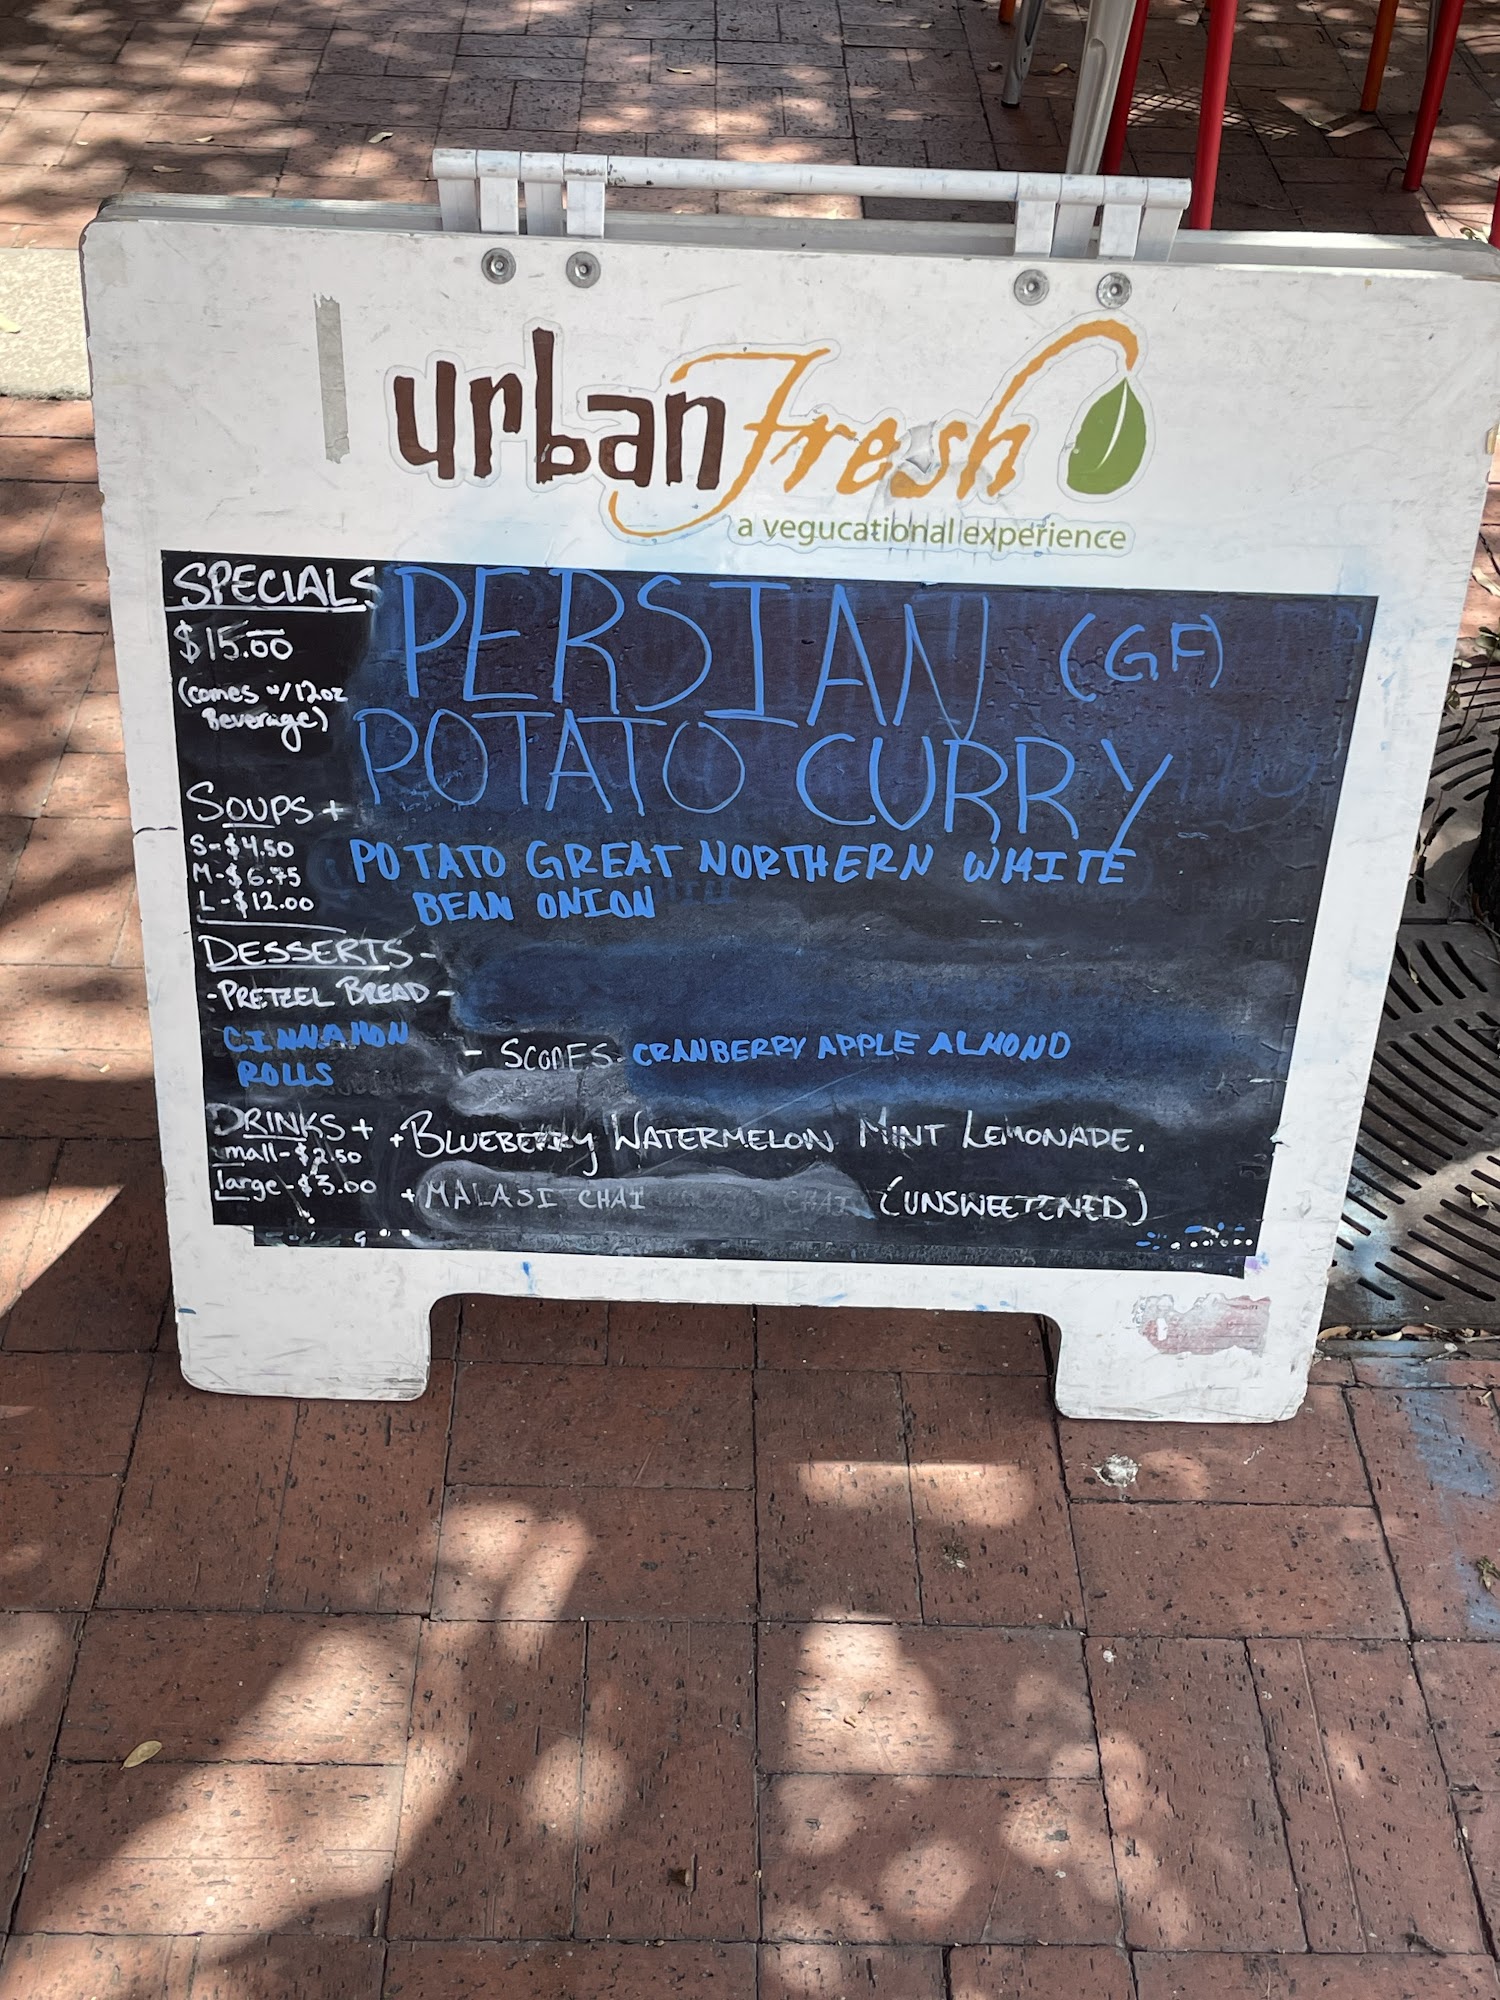 urban Fresh
a vegucational experience
SPECIALS
$15.00
(comes w/12oz
Beverage)
PERSIAN (GF)
POTATO CURRY
SOUPS +
S-$4.50
M-$6.75
L-$12.00
POTATO GREAT NORTHERN WHITE
BEAN ONION
DESSERTS-
-PRETZEL BREAD-
CINNAMON
ROLLS
- SCONES- CRANBERRY APPLE ALMOND
DRINKS +
small-$2.50
large-$3.00
+BLUEBERRY WATERMELON MINT LEMONADE.
+ MALASI CHAI (UNSWEETENED)